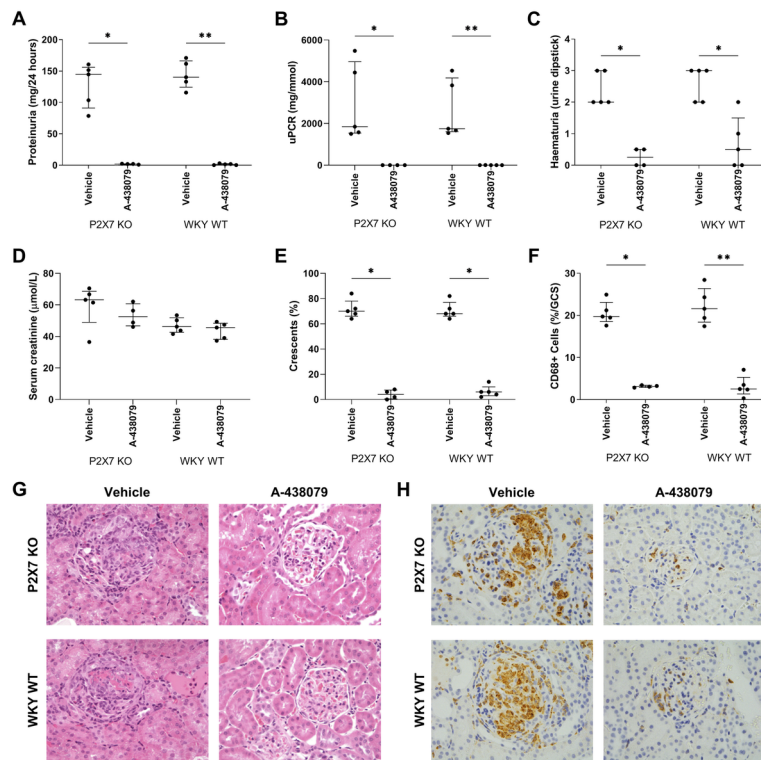 A
Proteinuria (mg/24 hours)
200
150
100
50
0
*
**
Vehicle
A-438079
Vehicle
A-438079
P2X7 KO
WKY WT
B
uPCR (mg/mmol)
6000
4000
2000
0
*
**
Vehicle
A438079
Vehicle
A-438079
P2X7 KO
WKY WT
C
Haematuria (urine dipstick)
4
3
2
1
0
*
*
Vehicle
A-438079
Vehicle
A-438079
P2X7 KO
WKY WT
D
Serum creatinine (μmol/L)
80
60
40
20
0
Vehicle
A-438079
Vehicle
A-438079
P2X7 KO
WKY WT
E
Crescents (%)
100
80
60
40
20
0
*
*
Vehicle
A-438079
Vehicle
A-438079
P2X7 KO
WKY WT
F
CD68+ Cells (%/GCS)
30
20
10
0
*
**
Vehicle
A-438079
Vehicle
A-438079
P2X7 KO
WKY WT
G
Vehicle
A-438079
P2X7 KO
WKY WT
H
Vehicle
A-438079
P2X7 KO
WKY WT